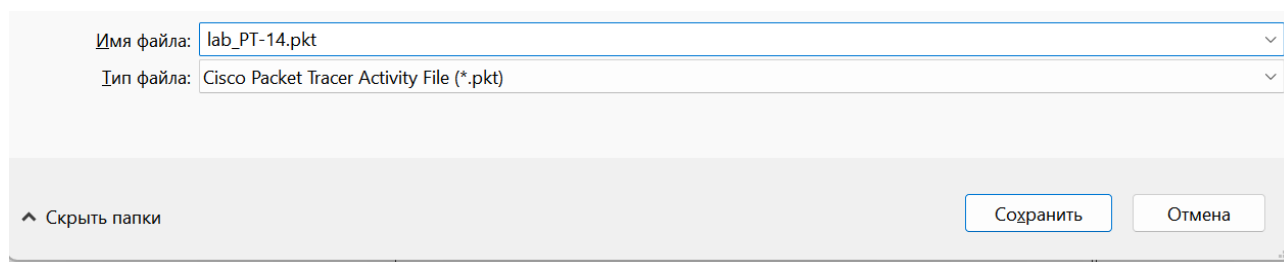 Имя файла: lab_PT-14.pkt
Тип файла: Cisco Packet Tracer Activity File (*.pkt)
Скрыть папки Сохранить Отмена